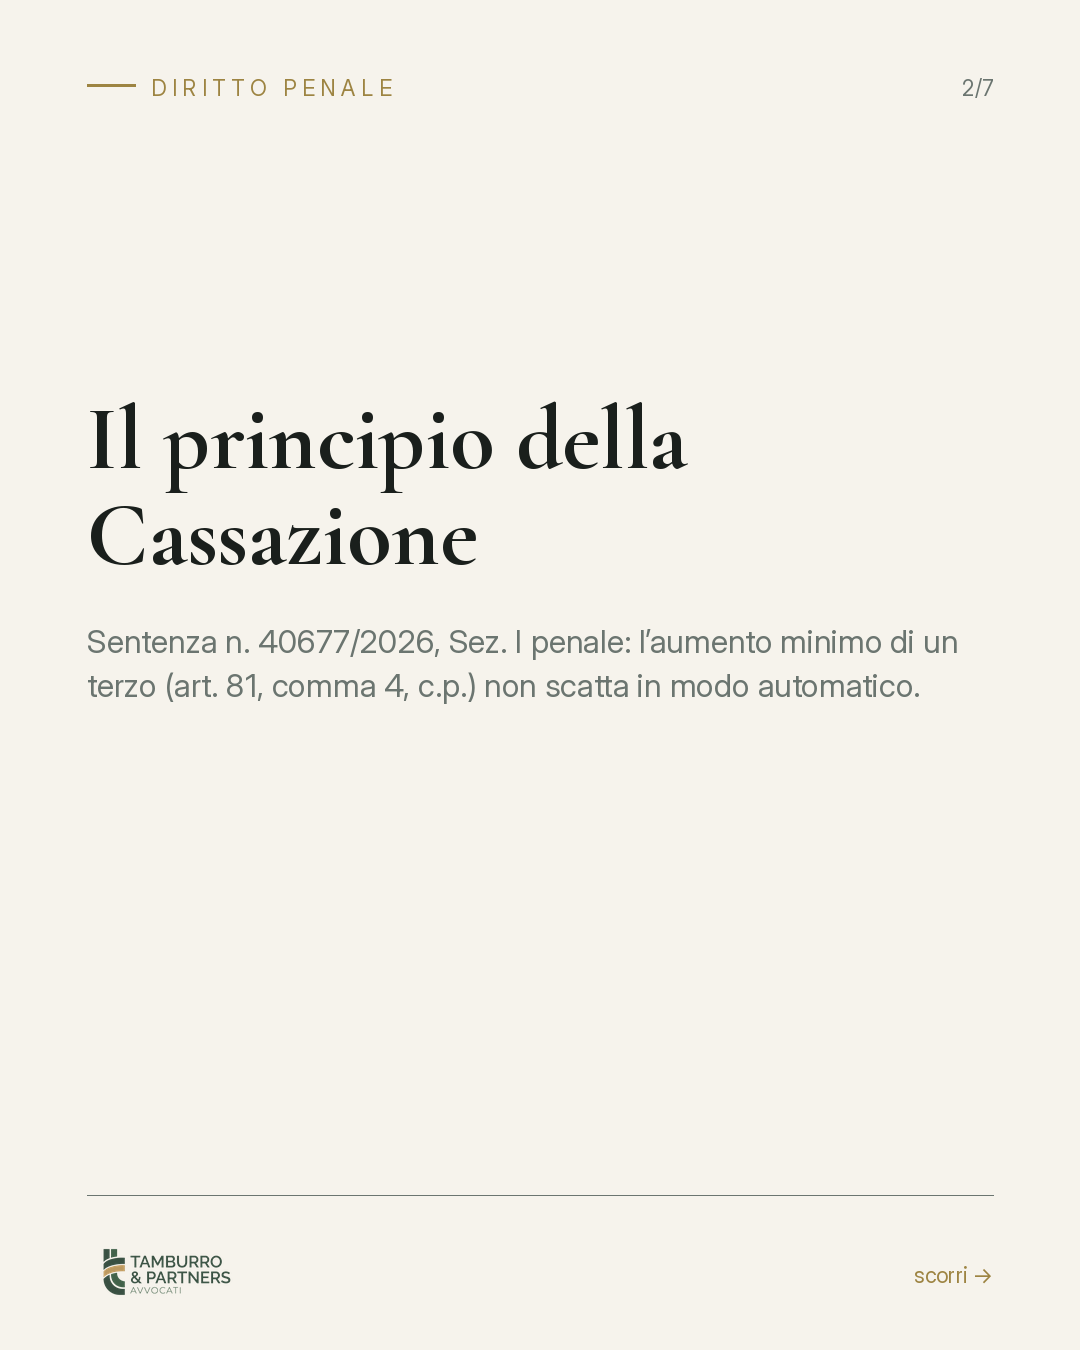 DIRITTO PENALE
2/7
Il principio della
Cassazione
Sentenza n. 40677/2026, Sez. I penale: l’aumento minimo di un
terzo (art. 81, comma 4, c.p.) non scatta in modo automatico.
TAMBURRO
& PARTNERS
AVVOCATI
scorri →